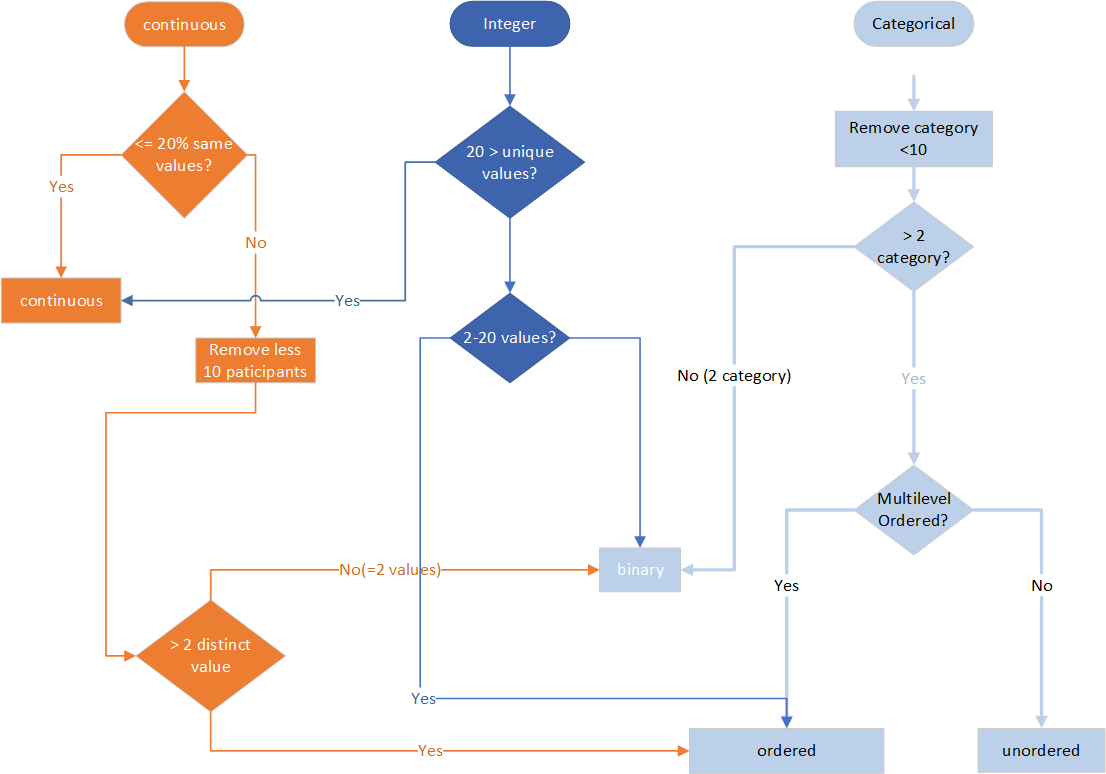 continuous
Integer
Categorical
<= 20% same
values?
20 > unique
values?
Remove category
<10
> 2
category?
Yes
No
continuous
Yes
Remove less
10 paticipants
2-20 values?
No (2 category)
Yes
Multilevel
Ordered?
No(=2 values)
binary
Yes
No
> 2 distinct
value
Yes
Yes
ordered
unordered